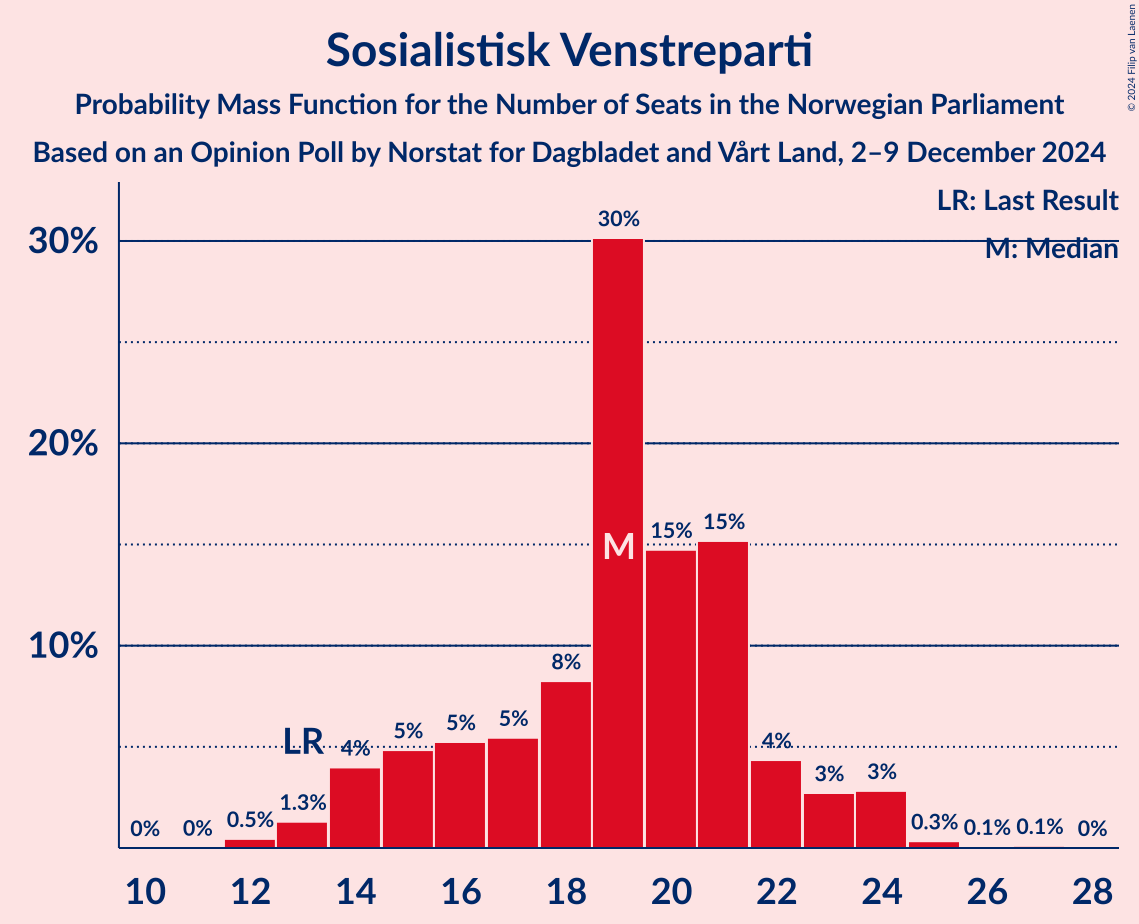 Sosialistisk Venstreparti
Probability Mass Function for the Number of Seats in the Norwegian Parliament
Based on an Opinion Poll by Norstat for Dagbladet and Vårt Land, 2–9 December 2024
© 2024 Filip van Laenen
LR: Last Result
M: Median
30%
20%
10%
0%
0%
0.5%
1.3%
LR
4%
5%
5%
5%
8%
30%
M
15%
15%
4%
3%
3%
0.3%
0.1%
0.1%
0%
10 12 14 16 18 20 22 24 26 28